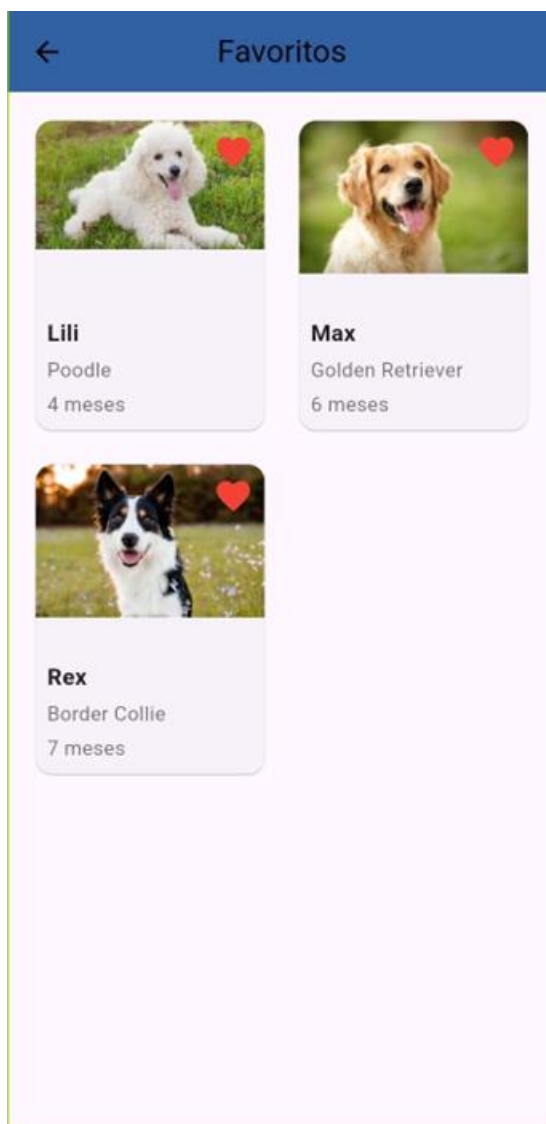 Favoritos
Lili
Poodle
4 meses
Max
Golden Retriever
6 meses
Rex
Border Collie
7 meses